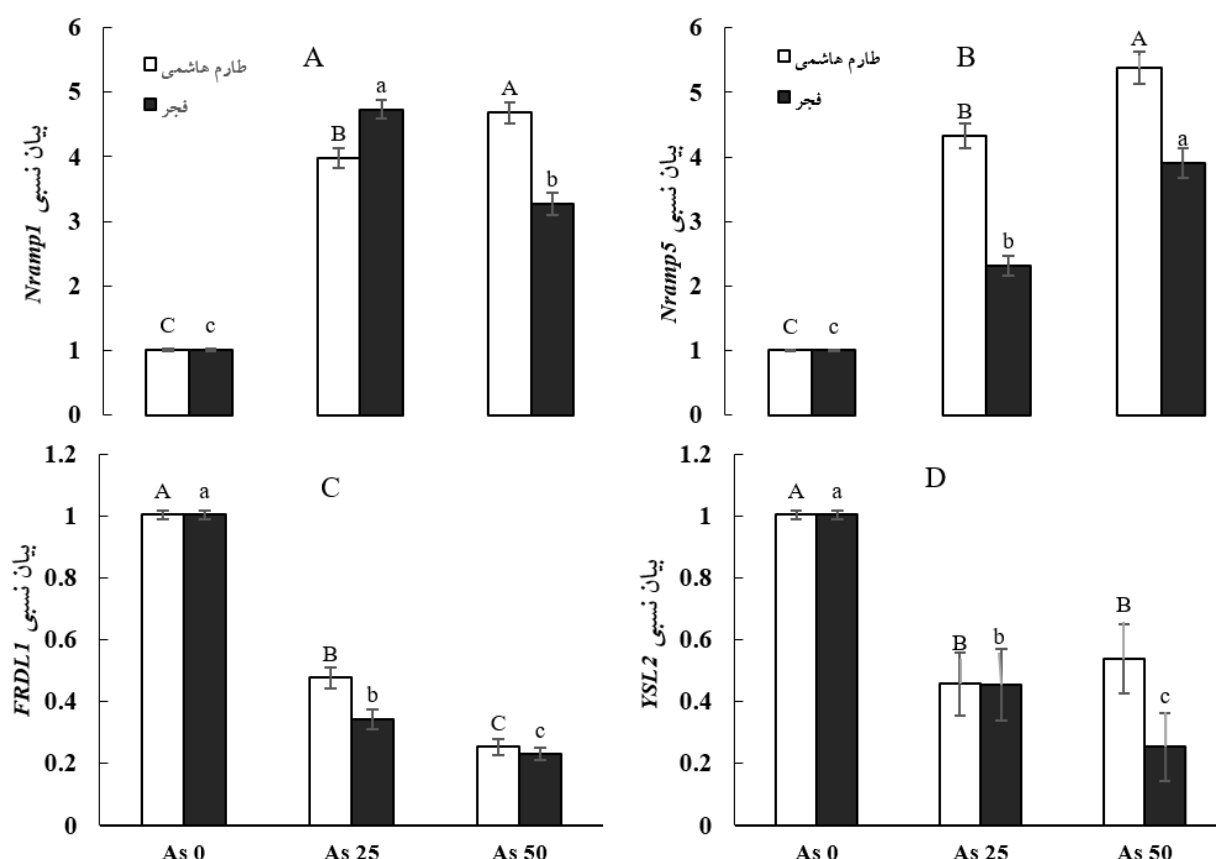 A
طارم هاشمی
فجر
بیان نسبی Nramp1
6
5
4
3
2
1
0
C
c
B
a
A
b
B
طارم هاشمی
فجر
بیان نسبی Nramp5
6
5
4
3
2
1
0
C
c
B
b
A
a
C
بیان نسبی FRDL1
1.2
1
0.8
0.6
0.4
0.2
0
A
a
B
b
C
c
As 0
As 25
As 50
D
بیان نسبی YSL2
1.2
1
0.8
0.6
0.4
0.2
0
A
a
B
b
B
c
As 0
As 25
As 50